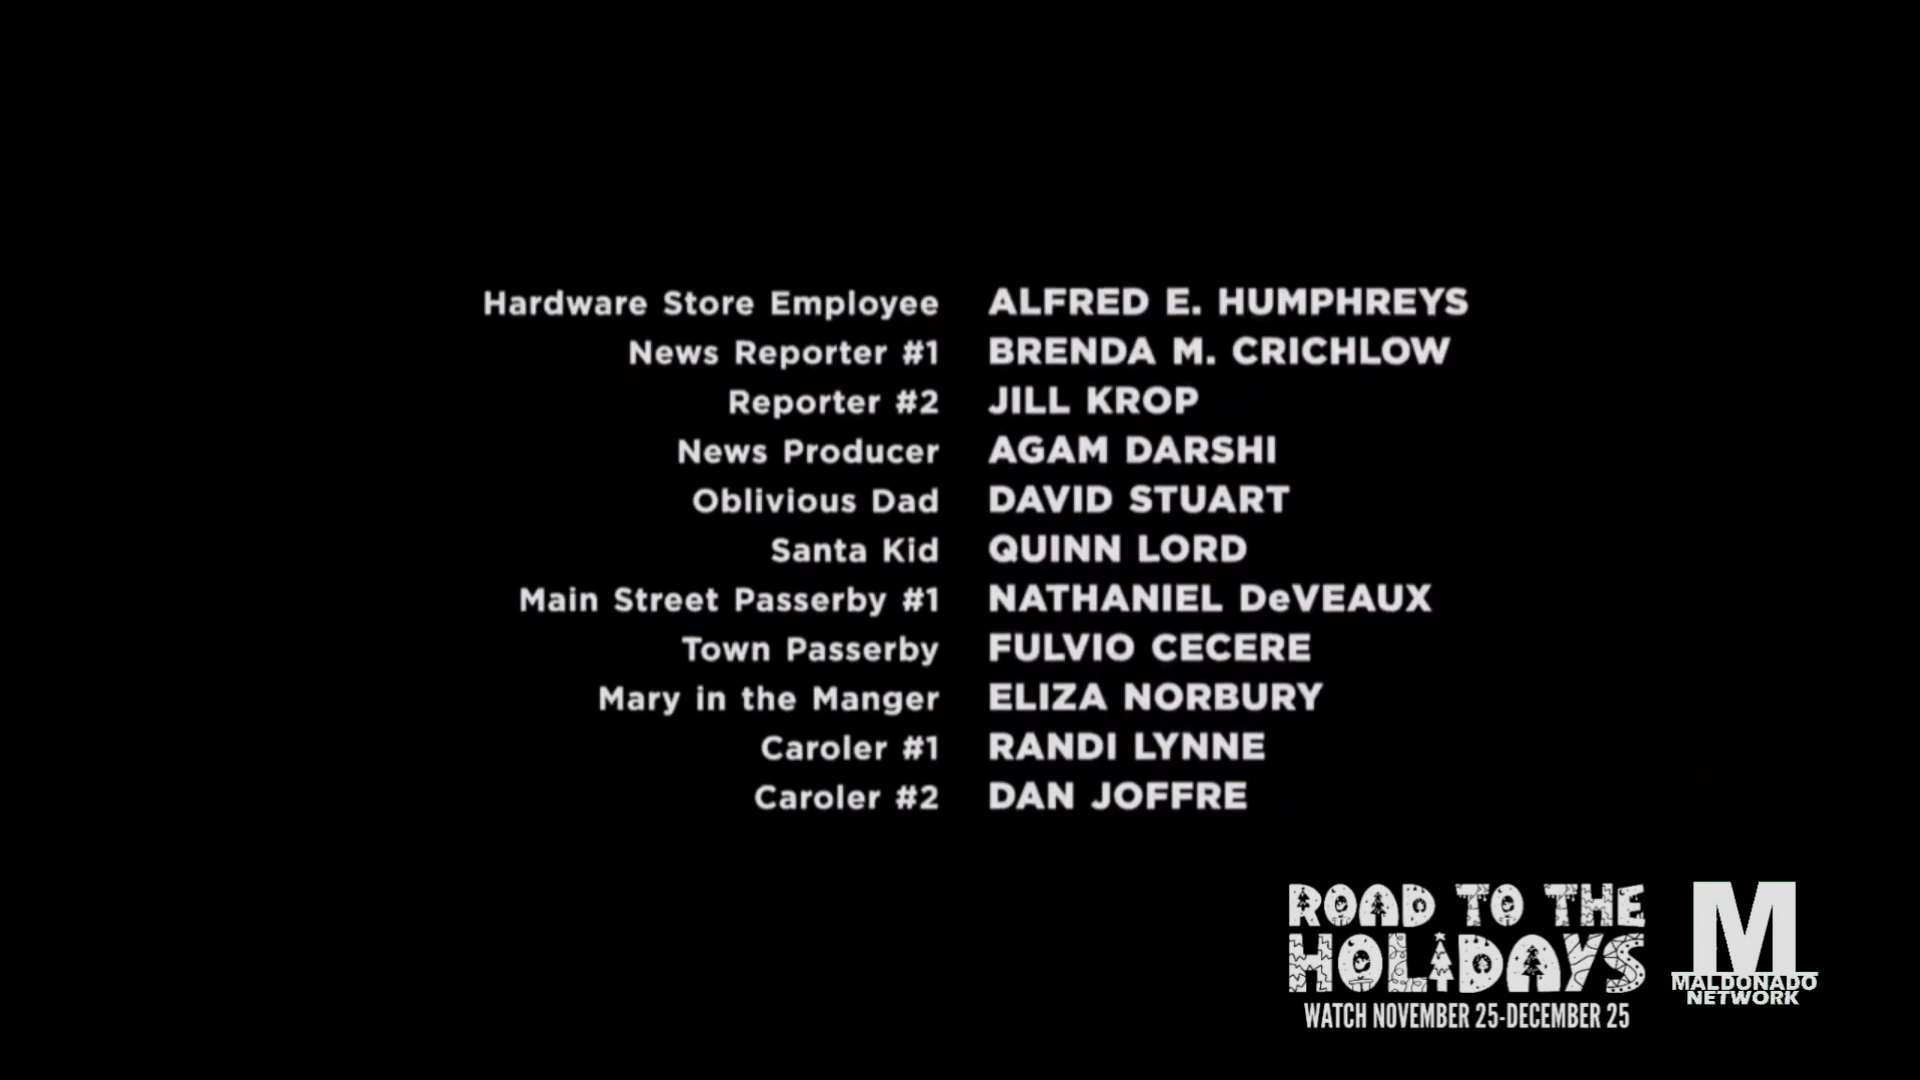 Hardware Store Employee ALFRED E. HUMPHREYS
News Reporter #1 BRENDA M. CRICHLOW
Reporter #2 JILL KROP
News Producer AGAM DARSHI
Oblivious Dad DAVID STUART
Santa Kid QUINN LORD
Main Street Passerby #1 NATHANIEL DeVEAUX
Town Passerby FULVIO CECERE
Mary in the Manger ELIZA NORBURY
Caroler #1 RANDI LYNNE
Caroler #2 DAN JOFFRE
ROAD TO THE
HOLIDAYS
WATCH NOVEMBER 25-DECEMBER 25
M
MALDONADO
NETWORK